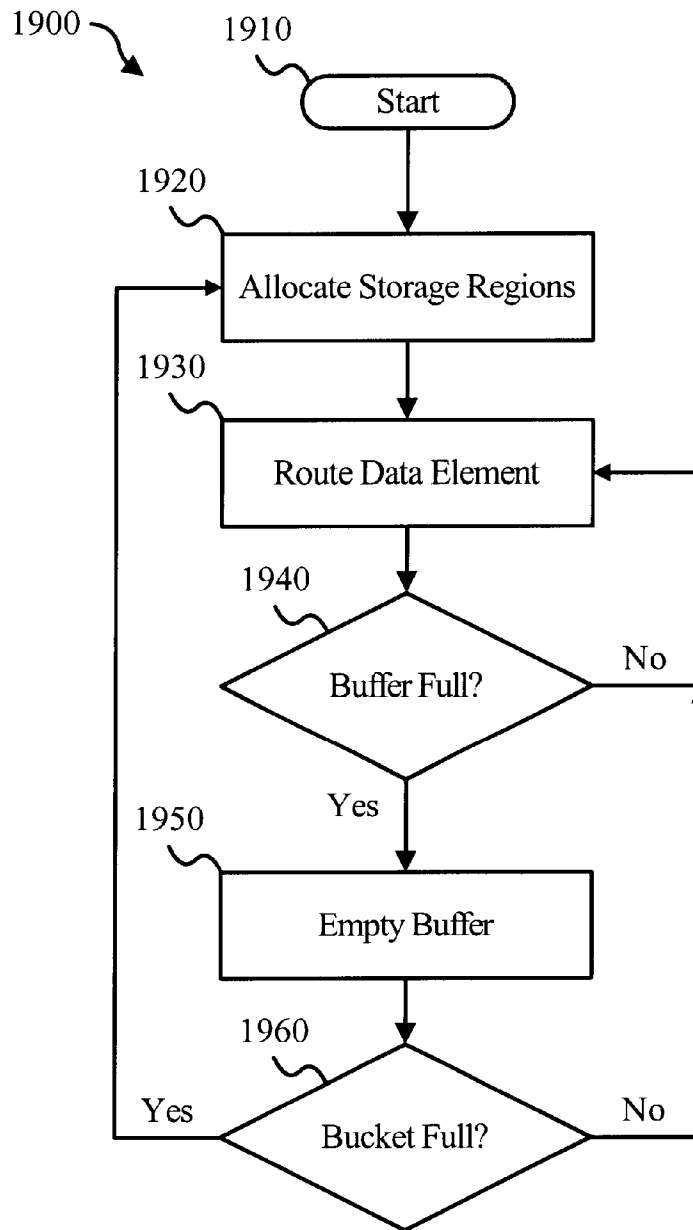 1900
1910
Start
1920
Allocate Storage Regions
1930
Route Data Element
1940
Buffer Full?
No
Yes
1950
Empty Buffer
1960
Yes
Bucket Full?
No